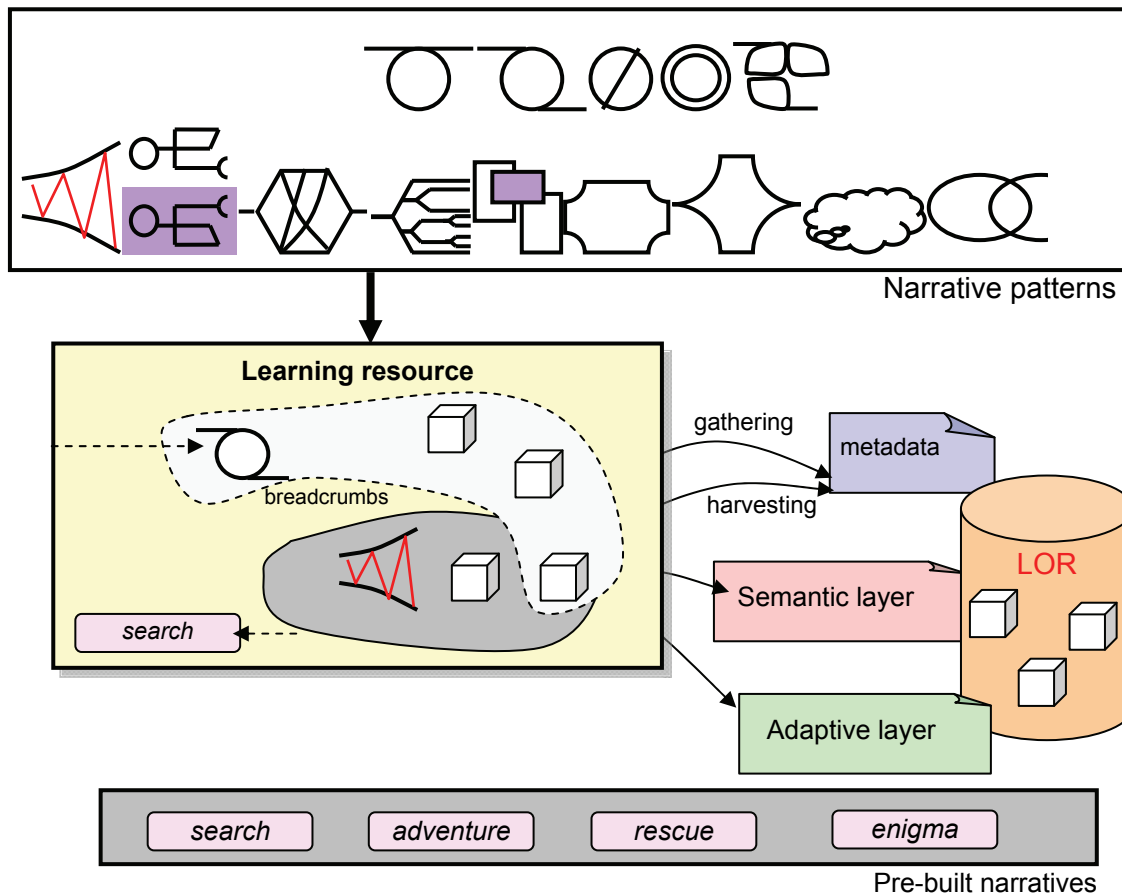 Narrative patterns
Learning resource
breadcrumbs
search
gathering
harvesting
metadata
LOR
Semantic layer
Adaptive layer
search
adventure
rescue
enigma
Pre-built narratives